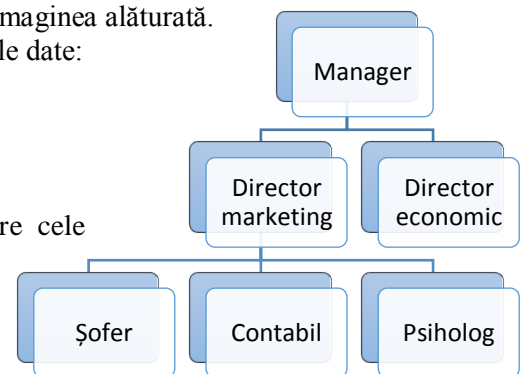 maginea alăturată.
le date:
Manager
Director
marketing
Director
economic
re cele
Șofer
Contabil
Psiholog